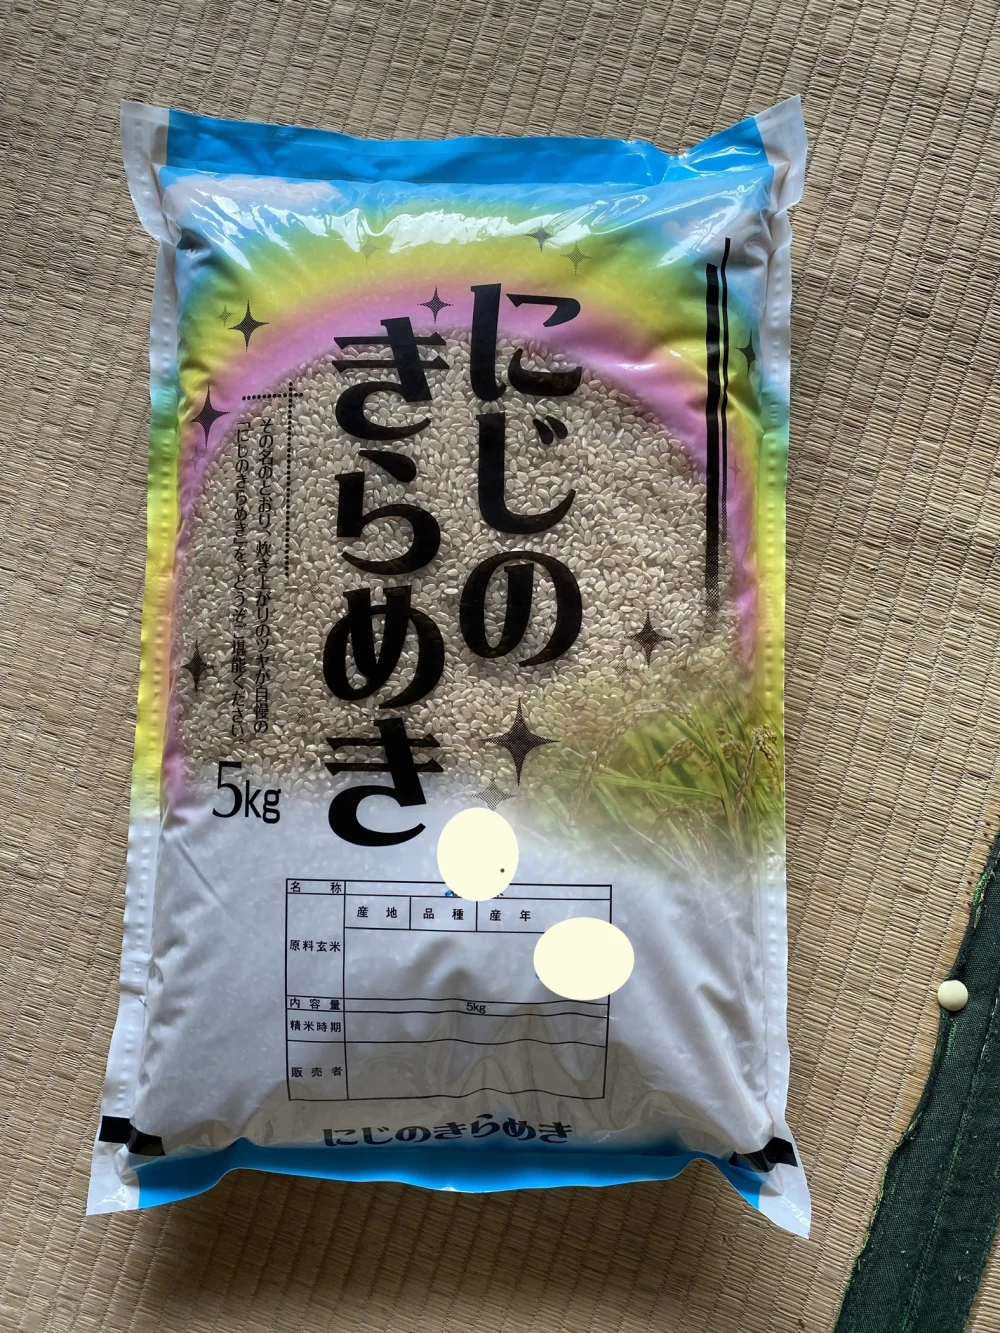 にじの
きらめき
その名のとおり、炊き上がりのツヤが自慢の
「にじのきらめき」を、どうぞご堪能ください。
5kg
名称
原料玄米
産地
品種
産年
内容量
5kg
精米時期
販売者
にじのきらめき